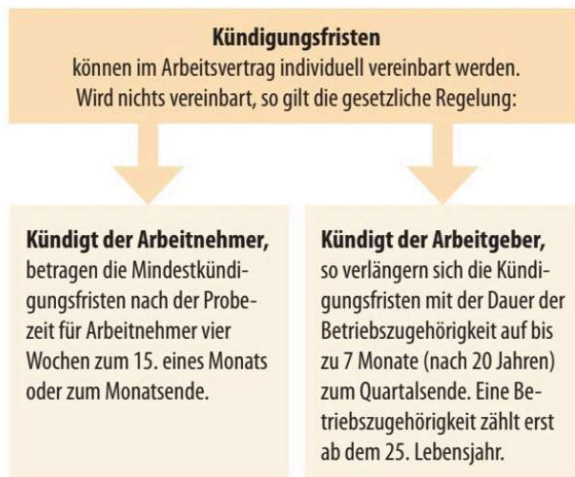 Kündigungsfristen
können im Arbeitsvertrag individuell vereinbart werden.
Wird nichts vereinbart, so gilt die gesetzliche Regelung:
Kündigt der Arbeitnehmer,
betragen die Mindestkündi-
gungsfristen nach der Probe-
zeit für Arbeitnehmer vier
Wochen zum 15. eines Monats
oder zum Monatsende.
Kündigt der Arbeitgeber,
so verlängern sich die Kündi-
gungsfristen mit der Dauer der
Betriebszugehörigkeit auf bis
zu 7 Monate (nach 20 Jahren)
zum Quartalsende. Eine Be-
triebszugehörigkeit zählt erst
ab dem 25. Lebensjahr.